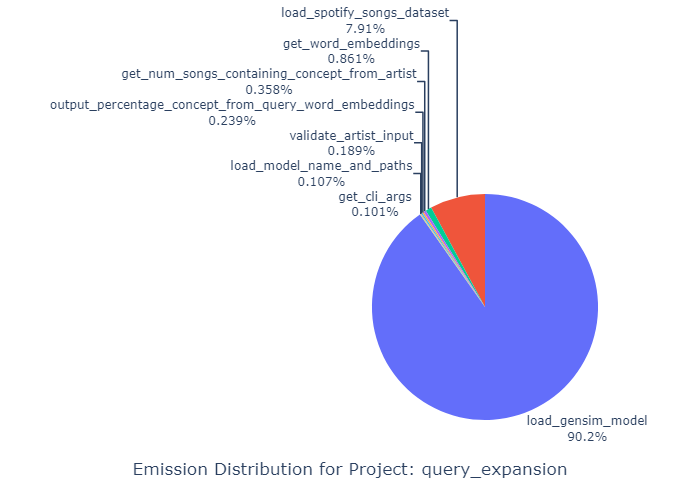 load_spotify_songs_dataset
7.91%
get_word_embeddings
0.861%
get_num_songs_containing_concept_from_artist
0.358%
output_percentage_concept_from_query_word_embeddings
0.239%
validate_artist_input
0.189%
load_model_name_and_paths
0.107%
get_cli_args
0.101%
load_gensim_model
90.2%
Emission Distribution for Project: query_expansion